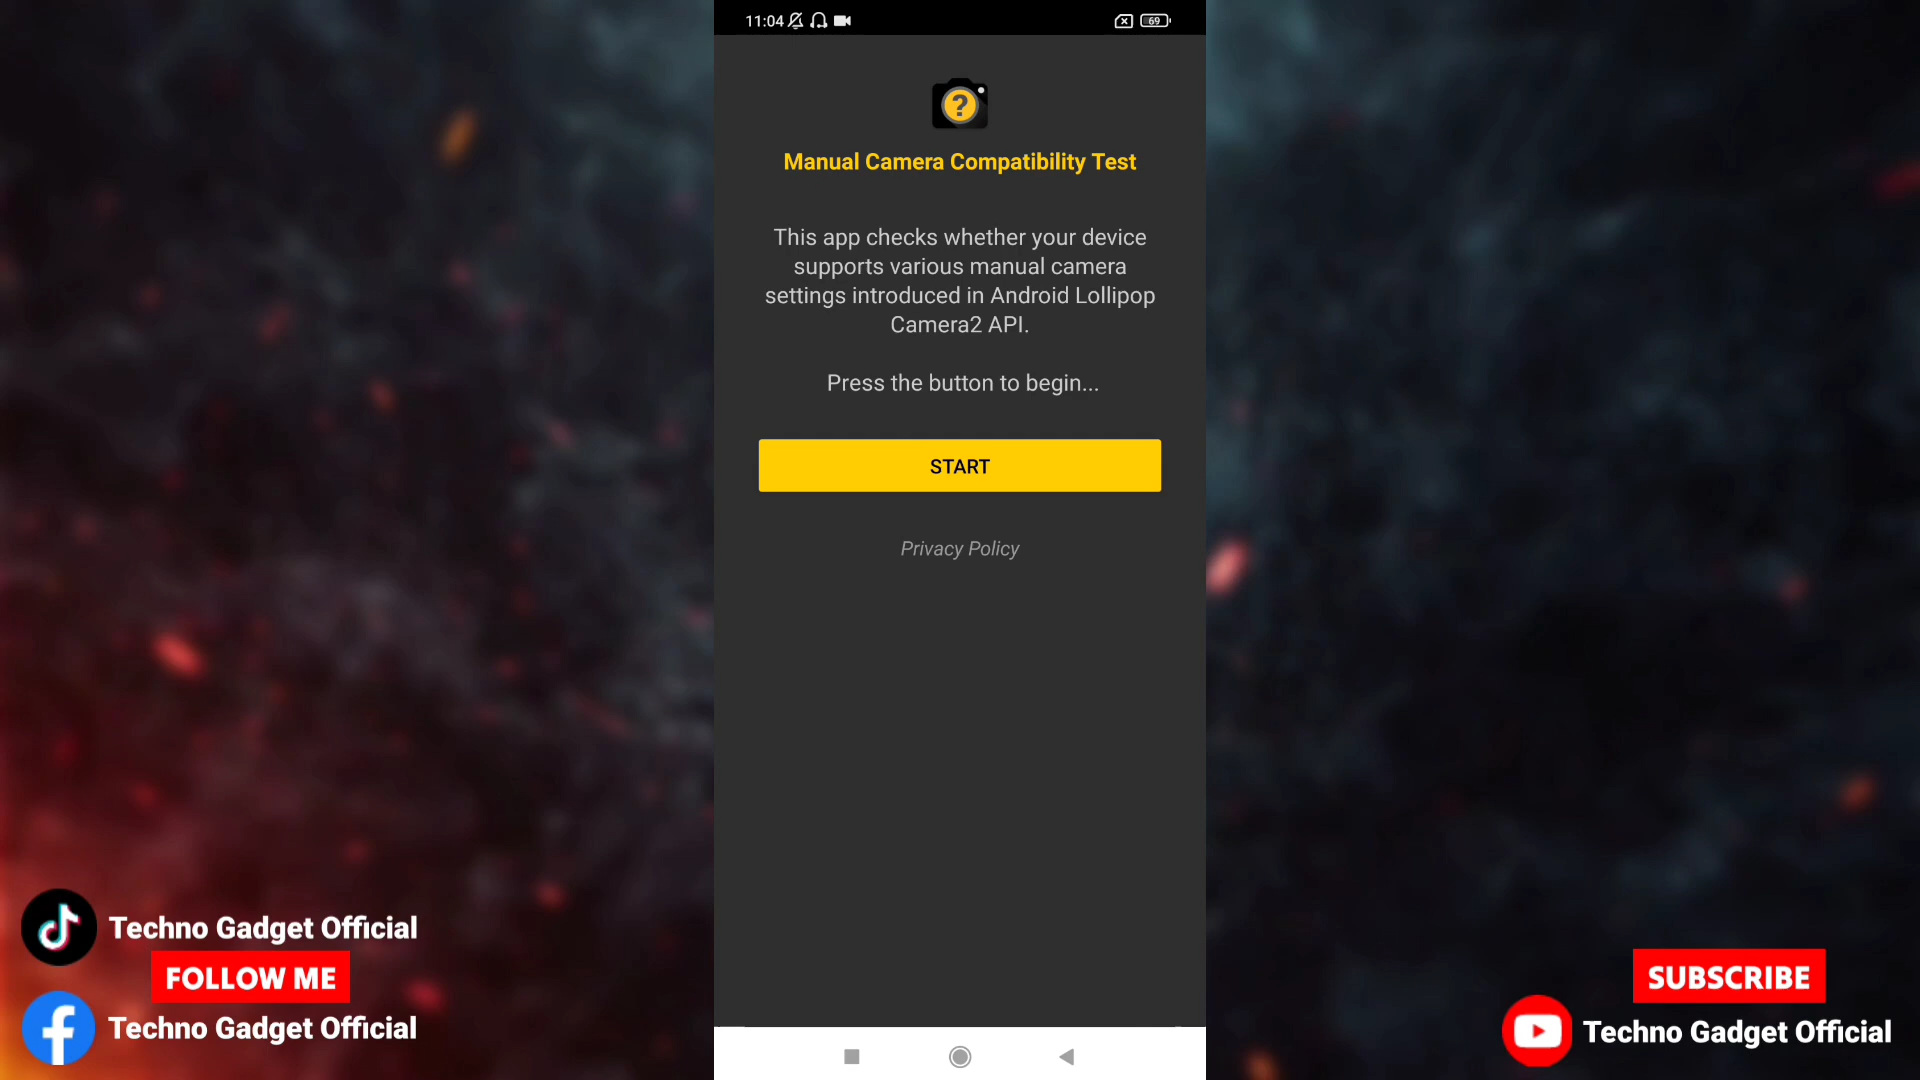 11:04
69
?
Manual Camera Compatibility Test
This app checks whether your device
supports various manual camera
settings introduced in Android Lollipop
Camera2 API.
Press the button to begin...
START
Privacy Policy
Techno Gadget Official
FOLLOW ME
Techno Gadget Official
SUBSCRIBE
Techno Gadget Official